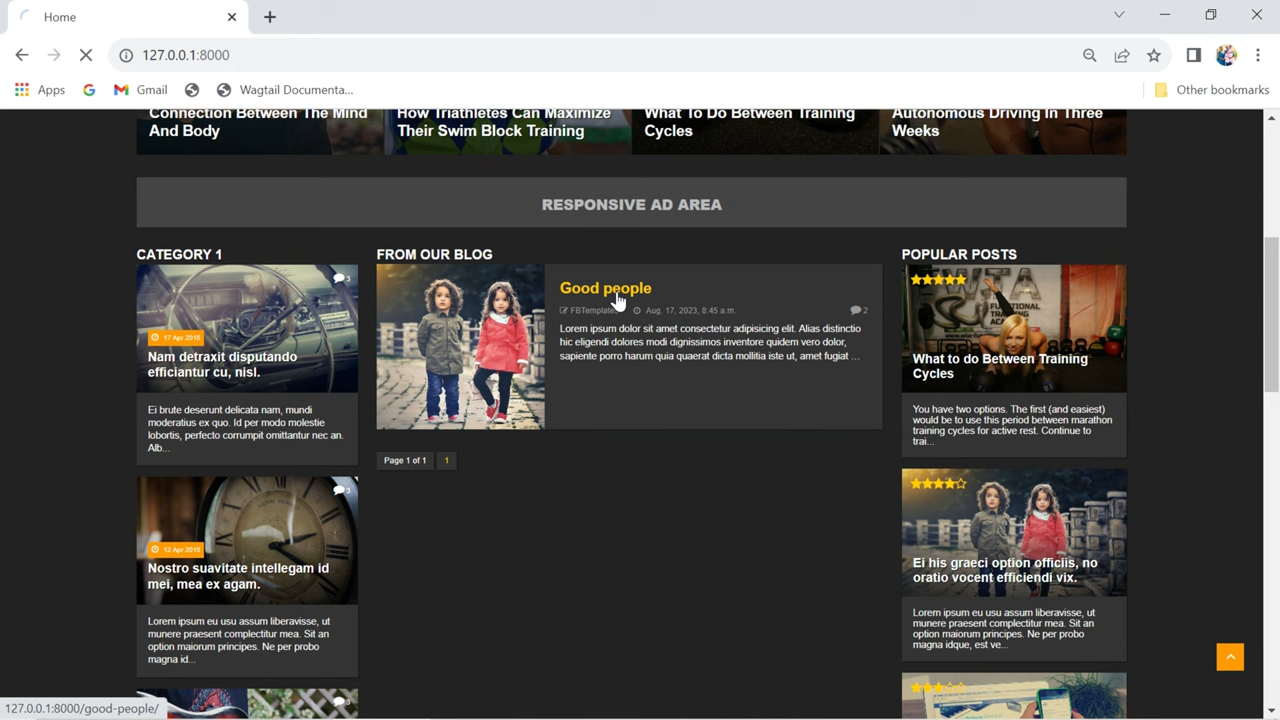 Home
127.0.0.1:8000
Apps
Gmail
Wagtail Documenta...
Other bookmarks
Connection Between The Mind
And Body
How Triathletes Can Maximize
Their Swim Block Training
What To Do Between Training
Cycles
Autonomous Driving In Three
Weeks
RESPONSIVE AD AREA
CATEGORY 1
3
17 Apr 2015
Nam detraxit disputando
efficiantur cu, nisl.
Ei brute deserunt delicata nam, mundi
moderatius ex quo. Id per modo molestie
lobortis, perfecto corrumpit omittantur nec an.
Alb...
3
12 Apr 2015
Nostro suavitate intellegam id
mei, mea ex agam.
Lorem ipsum eu usu assum liberavisse, ut
munere praesent complectitur mea. Sit an
option maiorum principes. Ne per probo
magna id...
3
FROM OUR BLOG
Good people
FBTemplates
Aug. 17, 2023, 8:45 a.m.
2
Lorem ipsum dolor sit amet consectetur adipisicing elit. Alias distinctio
hic eligendi dolores modi dignissimos inventore quidem vero dolor,
sapiente porro harum quia quaerat dicta mollitia iste ut, amet fugiat ...
Page 1 of 1
1
POPULAR POSTS
What to do Between Training
Cycles
You have two options. The first (and easiest)
would be to use this period between marathon
training cycles for active rest. Continue to
trai...
Ei his graeci option officiis, no
oratio vocent efficiendi vix.
Lorem ipsum eu usu assum liberavisse, ut
munere praesent complectitur mea. Sit an
option maiorum principes. Ne per probo
magna idque, est ve...
127.0.0.1:8000/good-people/